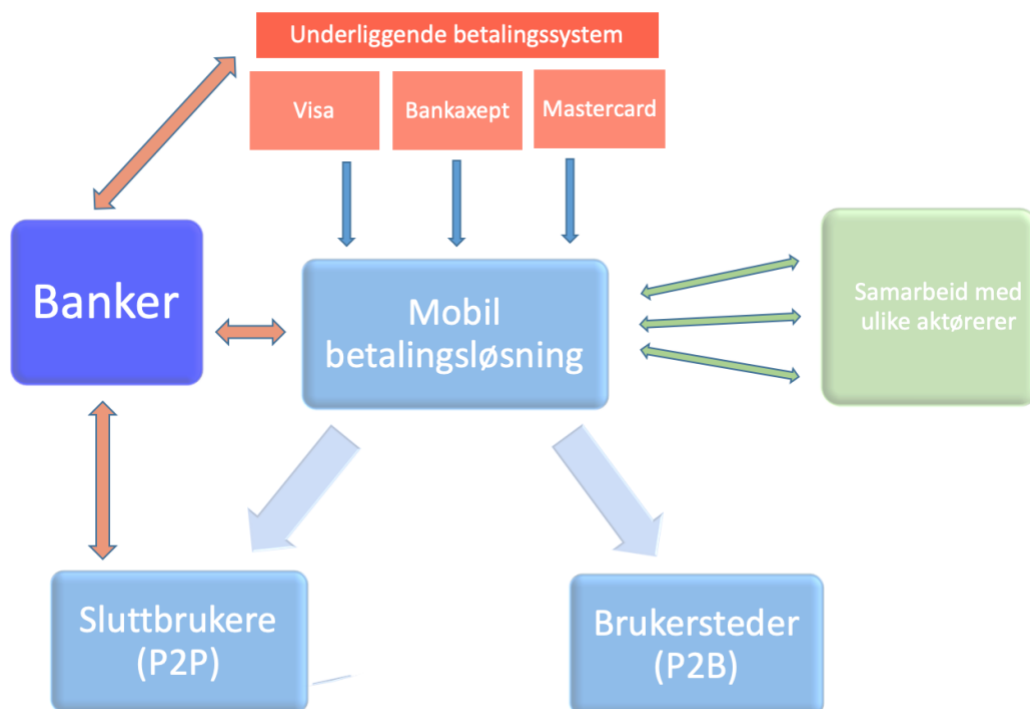 Underliggende betalingssystem
Visa
Bankaxept
Mastercard
Banker
Mobil
betalingsløsning
Samarbeid med
ulike aktørerer
Sluttbrukere
(P2P)
Brukersteder
(P2B)